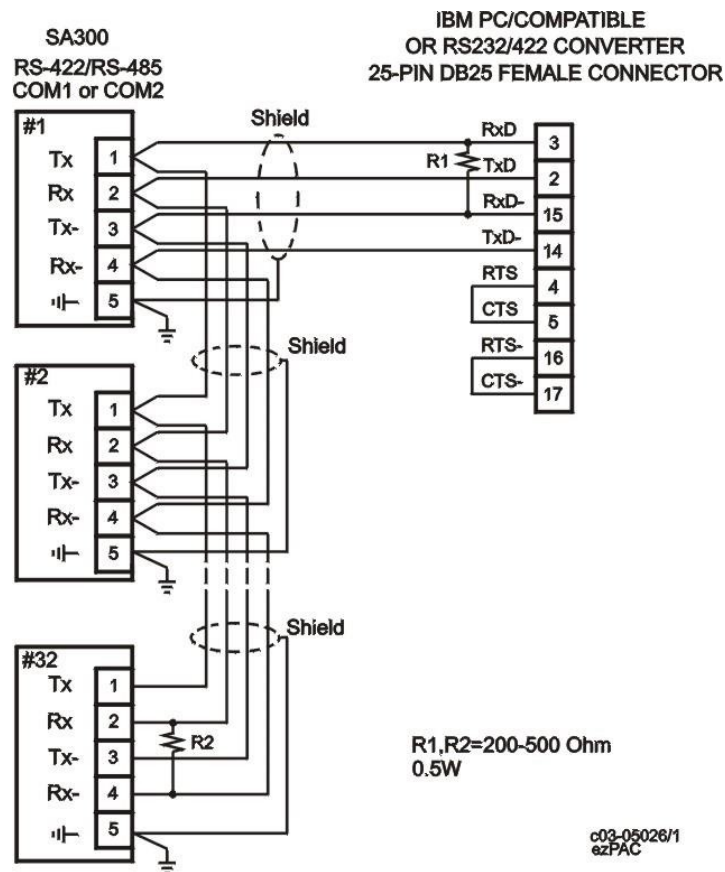 IBM PC/COMPATIBLE
OR RS232/422 CONVERTER
25-PIN DB25 FEMALE CONNECTOR
SA300
RS-422/RS-485
COM1 or COM2
#1
Tx 1
Rx 2
Tx- 3
Rx- 4
5
Shield
R1
RxD 3
TxD 2
RxD- 15
TxD- 14
RTS 4
CTS 5
RTS- 16
CTS- 17
Shield
#2
Tx 1
Rx 2
Tx- 3
Rx- 4
5
Shield
#32
Tx 1
Rx 2
Tx- 3
Rx- 4
5
R2
R1,R2=200-500 Ohm
0.5W
c03-05026/1
ezPAC